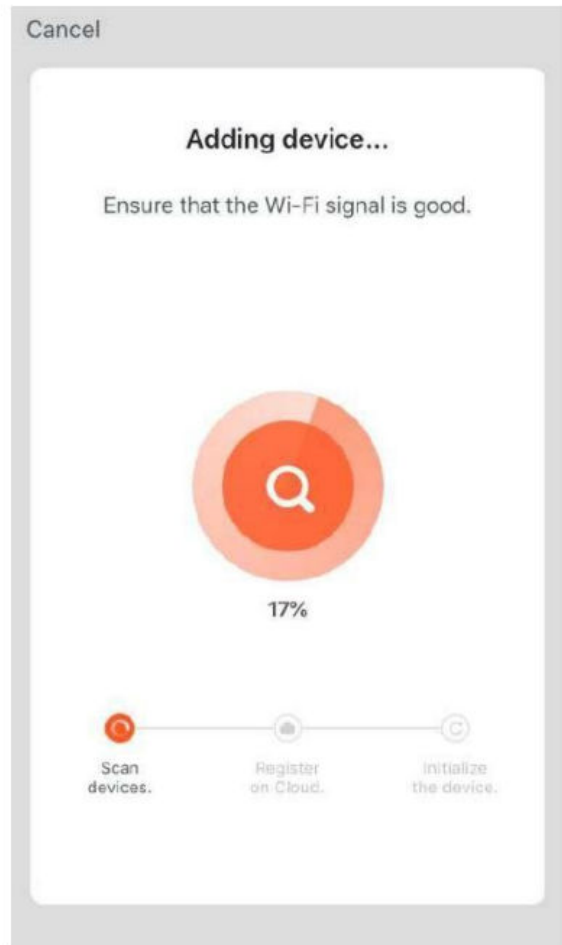 Cancel
Adding device...
Ensure that the Wi-Fi signal is good.
17%
Scan
devices.
Register
on Cloud.
Initialize
the device.